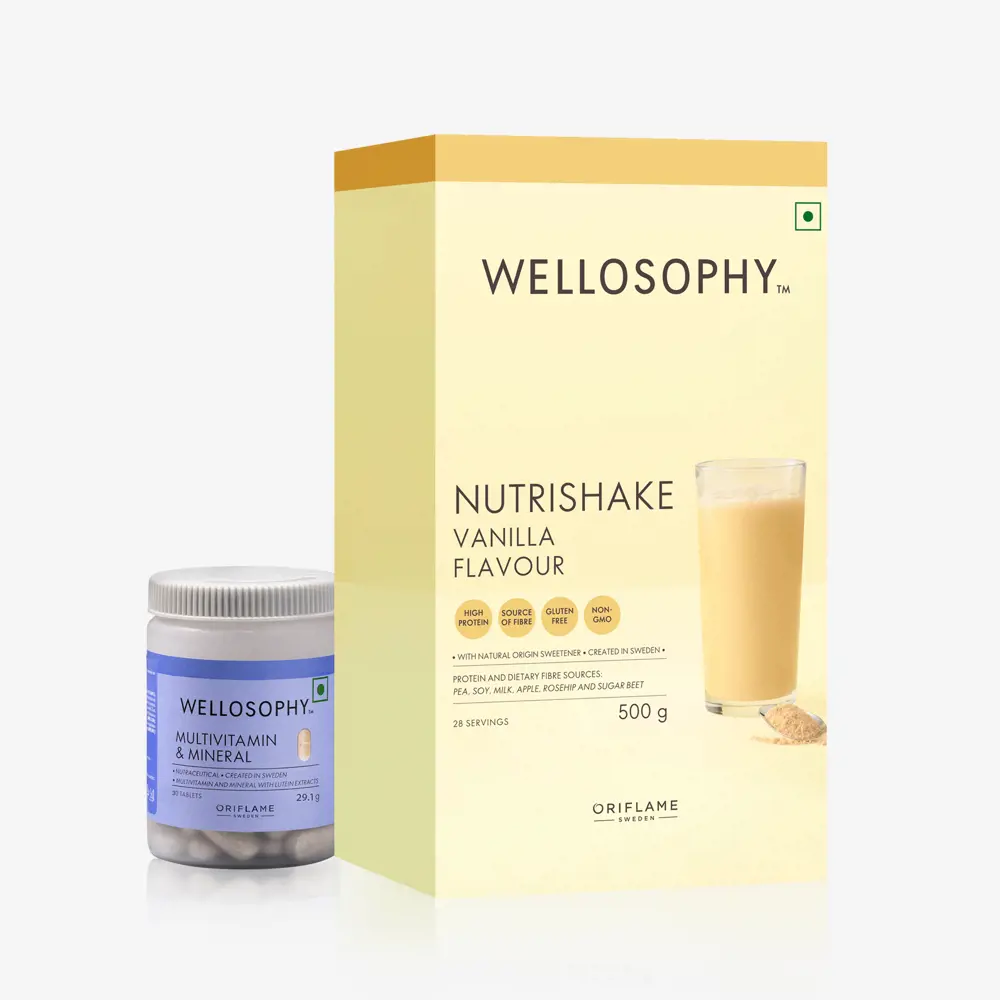 WELLOSOPHY™
NUTRISHAKE
VANILLA
FLAVOUR
HIGH
PROTEIN
SOURCE
OF FIBRE
GLUTEN
FREE
NON-
GMO
• WITH NATURAL ORIGIN SWEETENER • CREATED IN SWEDEN •
PROTEIN AND DIETARY FIBRE SOURCES:
PEA, SOY, MILK, APPLE, ROSEHIP AND SUGAR BEET
28 SERVINGS
500 g
ORIFLAME
SWEDEN
WELLOSOPHY™
MULTIVITAMIN
& MINERAL
• NUTRACEUTICAL • CREATED IN SWEDEN
• MULTIVITAMIN AND MINERAL WITH LUTEIN EXTRACTS
30 TABLETS
29.1 g
ORIFLAME
SWEDEN